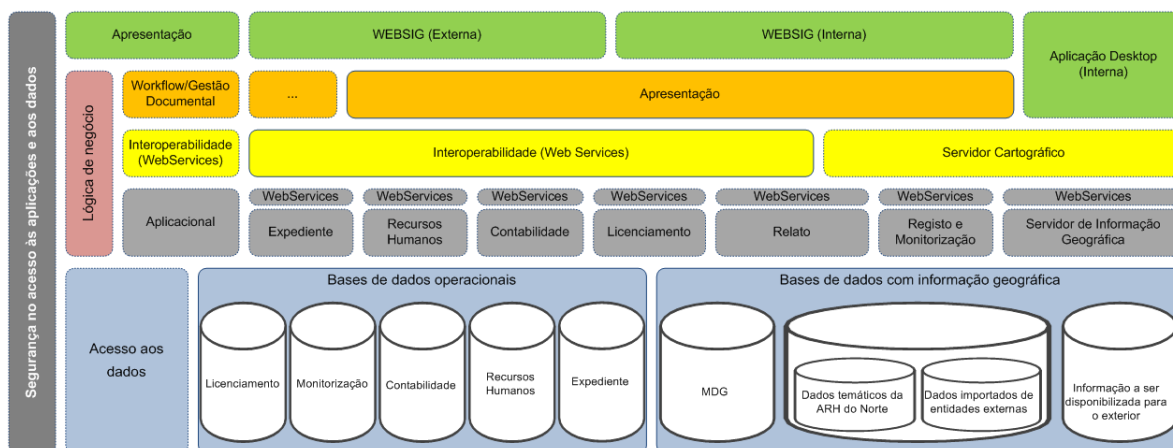 Segurança no acesso às aplicações e aos dados
Apresentação
WEBSIG (Externa)
WEBSIG (Interna)
Aplicação Desktop
(Interna)
Lógica de negócio
Workflow/Gestão
Documental
...
Apresentação
Interoperabilidade
(WebServices)
Interoperabilidade (Web Services)
Servidor Cartográfico
Aplicacional
WebServices
WebServices
WebServices
WebServices
WebServices
WebServices
WebServices
Expediente
Recursos
Humanos
Contabilidade
Licenciamento
Relato
Registo e
Monitorização
Servidor de Informação
Geográfica
Acesso aos
dados
Bases de dados operacionais
Licenciamento
Monitorização
Contabilidade
Recursos
Humanos
Expediente
Bases de dados com informação geográfica
MDG
Dados temáticos da
ARH do Norte
Dados importados de
entidades externas
Informação a ser
disponibilizada para
o exterior